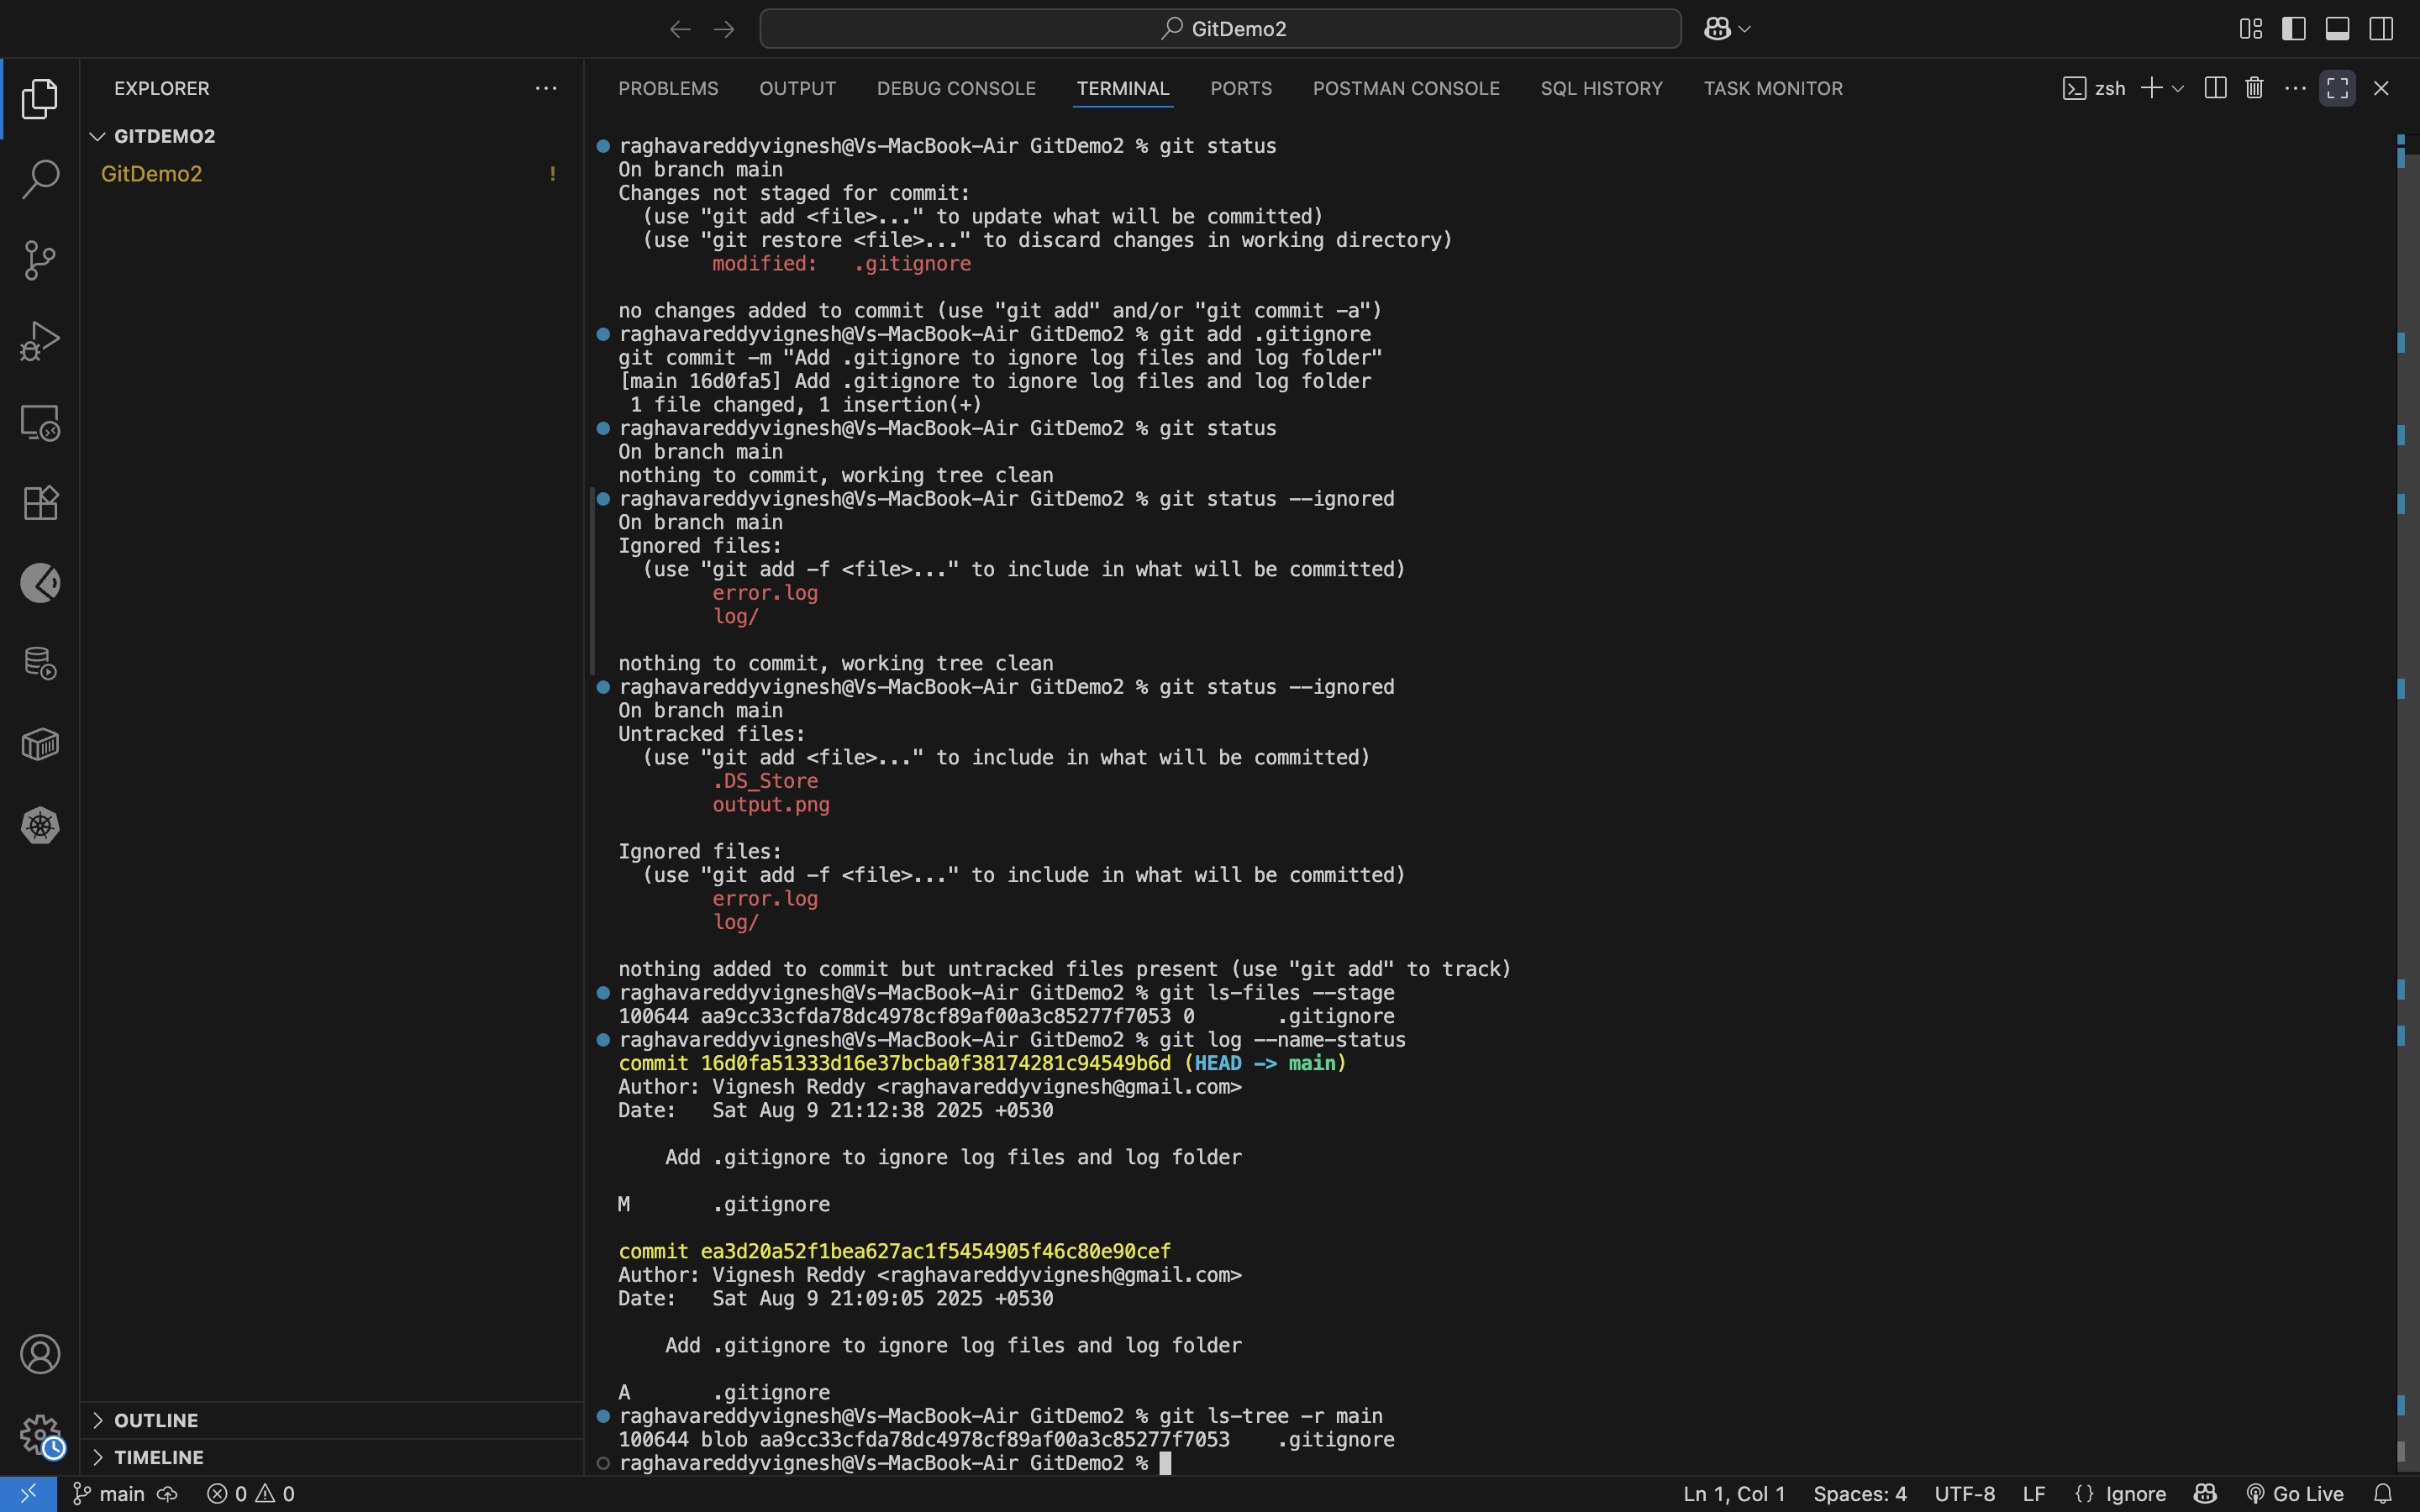 GitDemo2
EXPLORER
GITDEMO2
GitDemo2 !
OUTLINE
TIMELINE
PROBLEMS OUTPUT DEBUG CONSOLE TERMINAL PORTS POSTMAN CONSOLE SQL HISTORY TASK MONITOR zsh
raghavareddyvignesh@Vs-MacBook-Air GitDemo2 % git status
On branch main
Changes not staged for commit:
  (use "git add <file>..." to update what will be committed)
  (use "git restore <file>..." to discard changes in working directory)
        modified:   .gitignore

no changes added to commit (use "git add" and/or "git commit -a")
raghavareddyvignesh@Vs-MacBook-Air GitDemo2 % git add .gitignore
git commit -m "Add .gitignore to ignore log files and log folder"
[main 16d0fa5] Add .gitignore to ignore log files and log folder
 1 file changed, 1 insertion(+)
raghavareddyvignesh@Vs-MacBook-Air GitDemo2 % git status
On branch main
nothing to commit, working tree clean
raghavareddyvignesh@Vs-MacBook-Air GitDemo2 % git status --ignored
On branch main
Ignored files:
  (use "git add -f <file>..." to include in what will be committed)
        error.log
        log/

nothing to commit, working tree clean
raghavareddyvignesh@Vs-MacBook-Air GitDemo2 % git status --ignored
On branch main
Untracked files:
  (use "git add <file>..." to include in what will be committed)
        .DS_Store
        output.png

Ignored files:
  (use "git add -f <file>..." to include in what will be committed)
        error.log
        log/

nothing added to commit but untracked files present (use "git add" to track)
raghavareddyvignesh@Vs-MacBook-Air GitDemo2 % git ls-files --stage
100644 aa9cc33cfda78dc4978cf89af00a3c85277f7053 0       .gitignore
raghavareddyvignesh@Vs-MacBook-Air GitDemo2 % git log --name-status
commit 16d0fa51333d16e37bcba0f38174281c94549b6d (HEAD -> main)
Author: Vignesh Reddy <raghavareddyvignesh@gmail.com>
Date:   Sat Aug 9 21:12:38 2025 +0530

    Add .gitignore to ignore log files and log folder

M       .gitignore

commit ea3d20a52f1bea627ac1f5454905f46c80e90cef
Author: Vignesh Reddy <raghavareddyvignesh@gmail.com>
Date:   Sat Aug 9 21:09:05 2025 +0530

    Add .gitignore to ignore log files and log folder

A       .gitignore
raghavareddyvignesh@Vs-MacBook-Air GitDemo2 % git ls-tree -r main
100644 blob aa9cc33cfda78dc4978cf89af00a3c85277f7053    .gitignore
raghavareddyvignesh@Vs-MacBook-Air GitDemo2 %
main 0 0 Ln 1, Col 1 Spaces: 4 UTF-8 LF {} Ignore Go Live